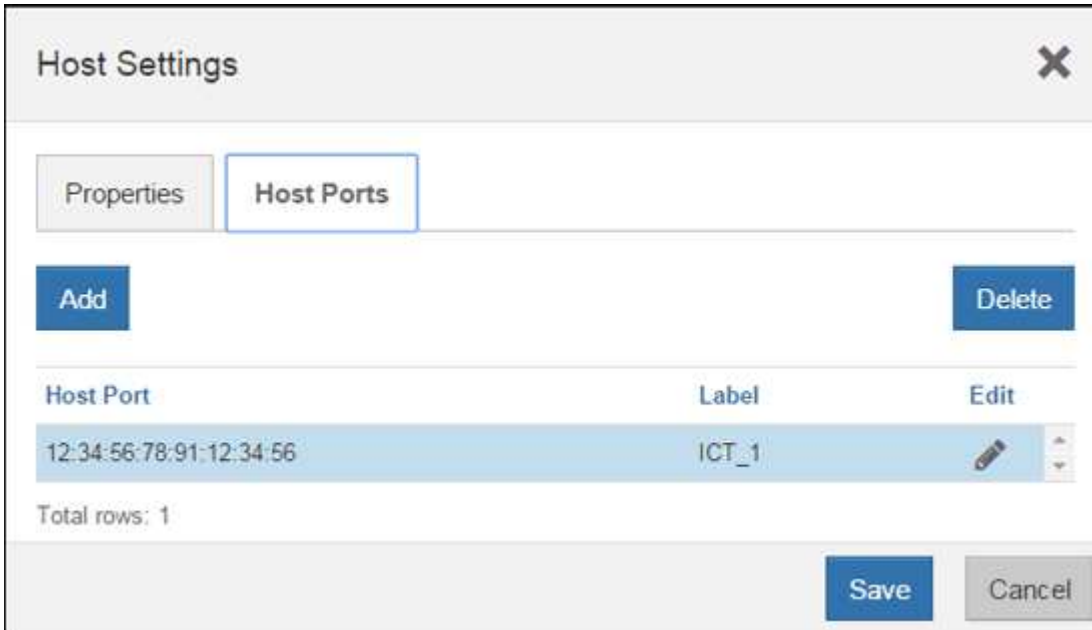 Host Settings
Properties Host Ports
Add Delete
Host Port Label Edit
12:34:56:78:91:12:34:56 ICT_1
Total rows: 1
Save Cancel